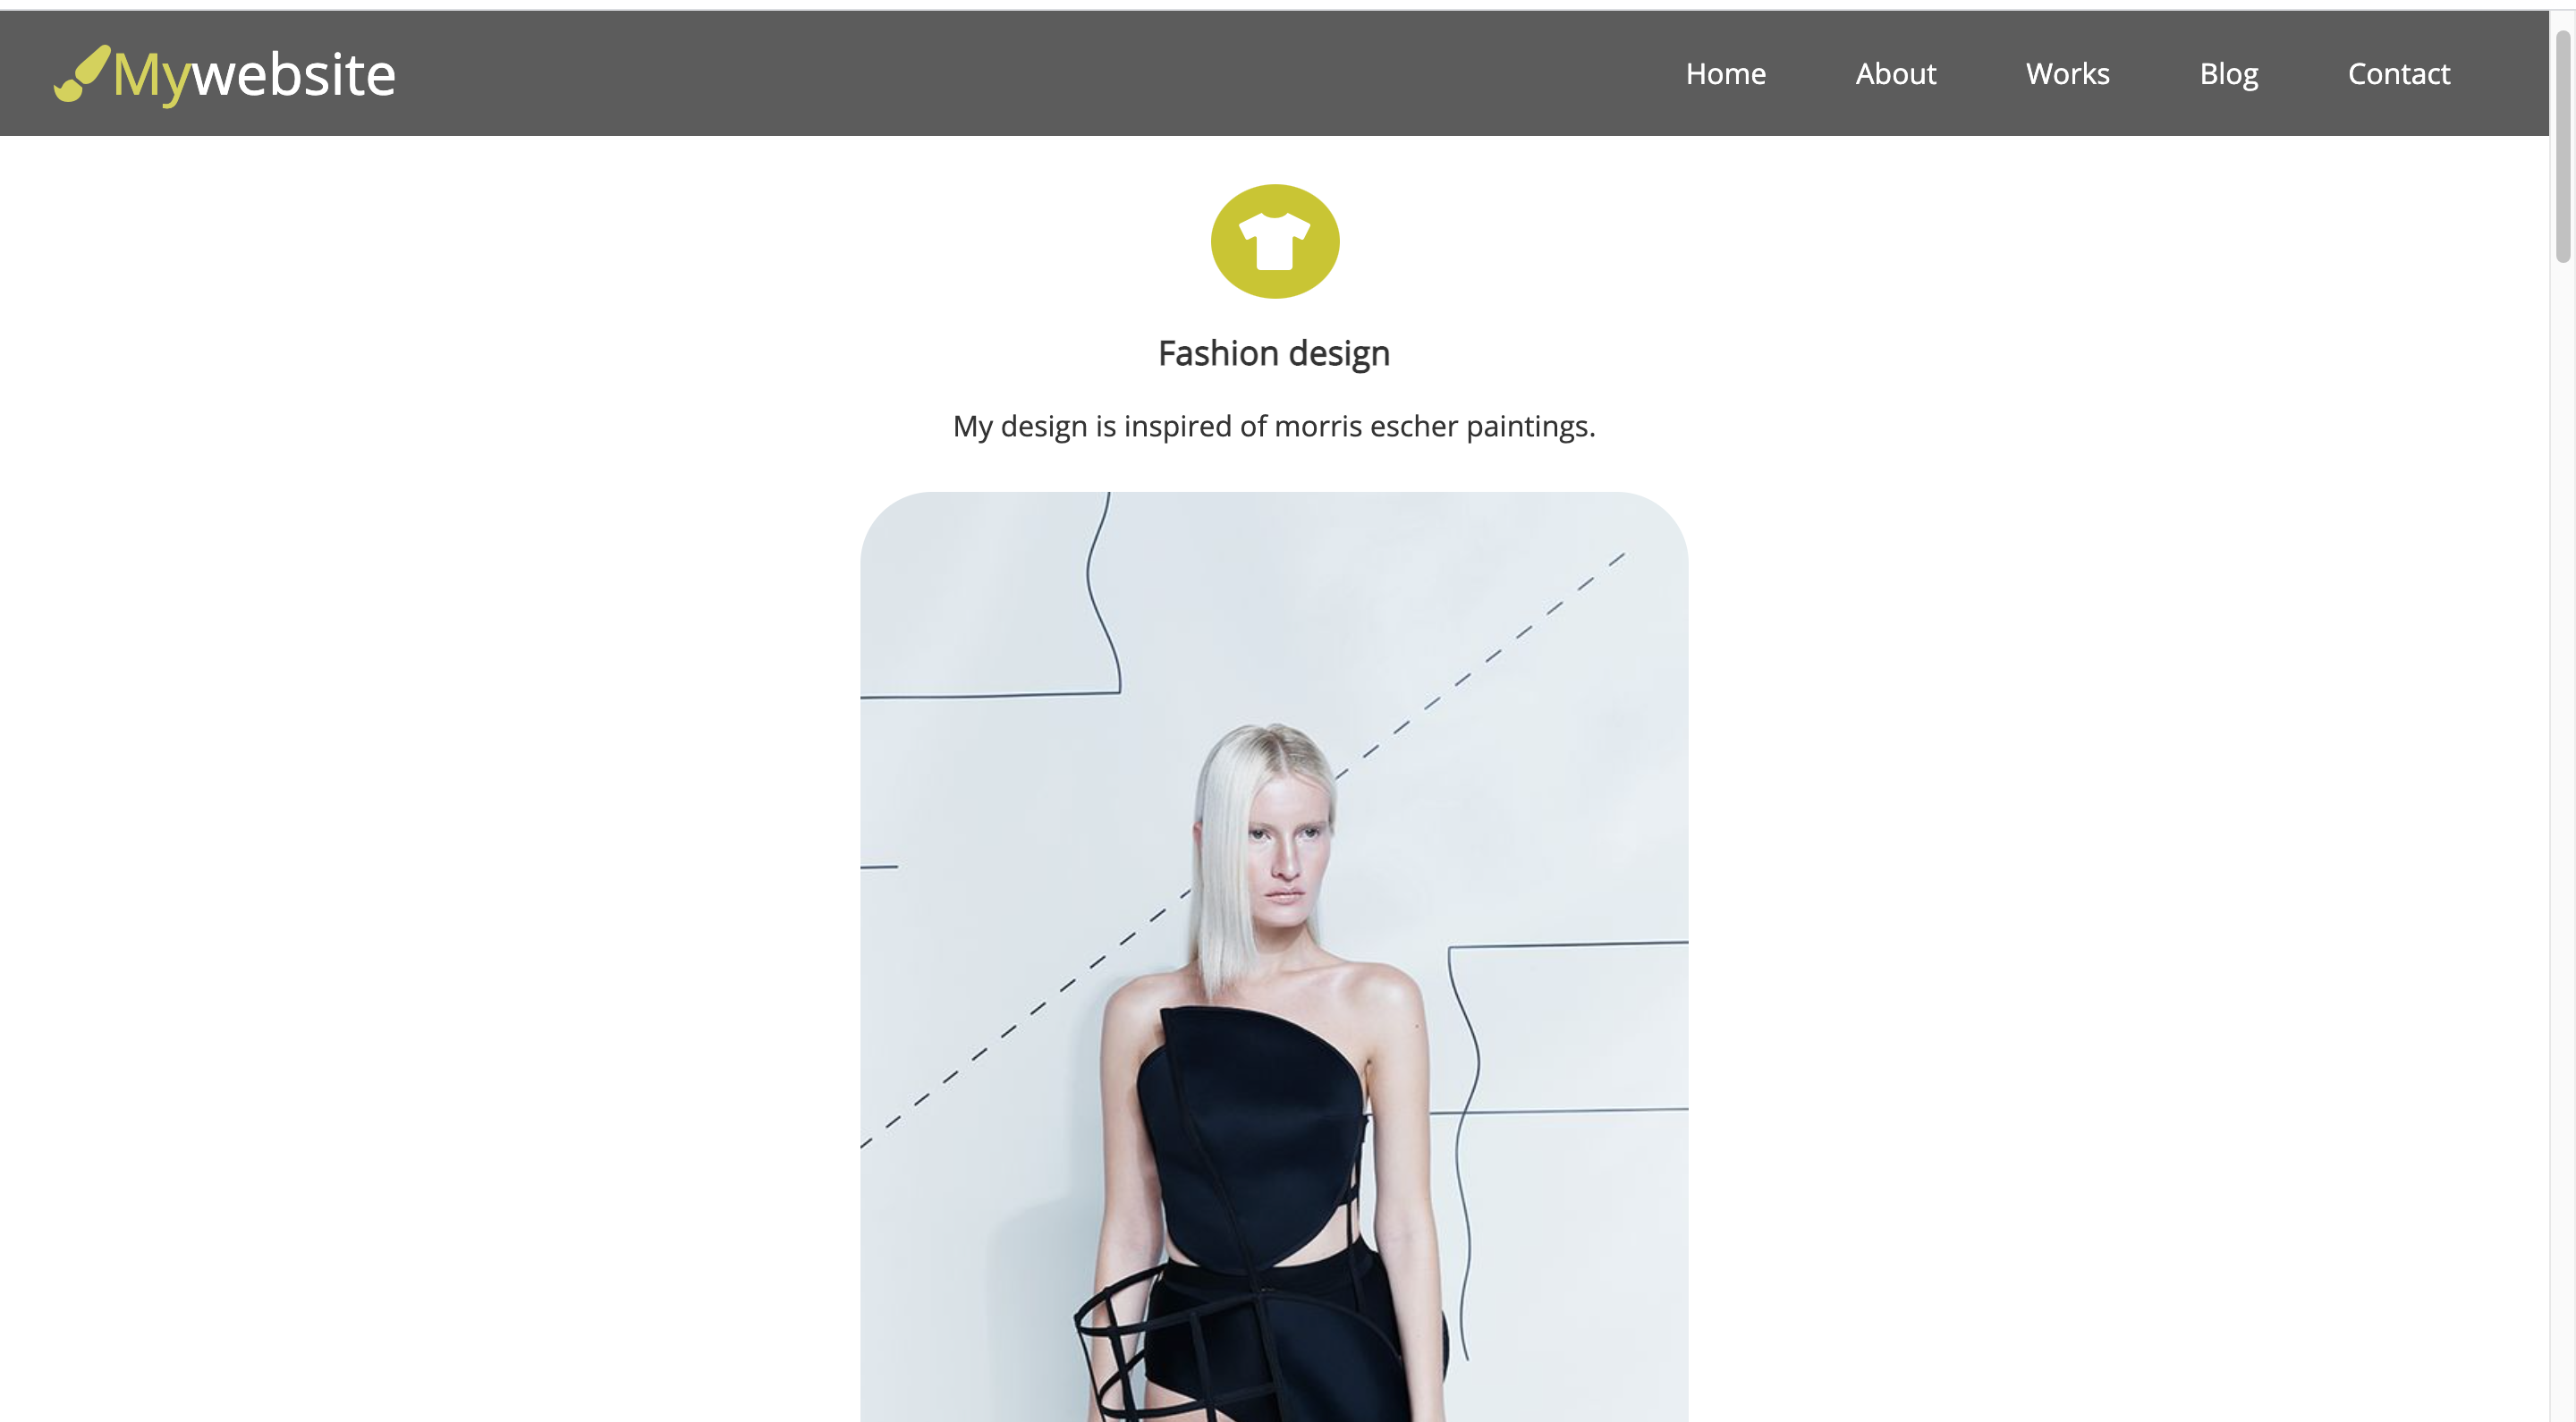 Mywebsite
Home About Works Blog Contact
Fashion design
My design is inspired of morris escher paintings.